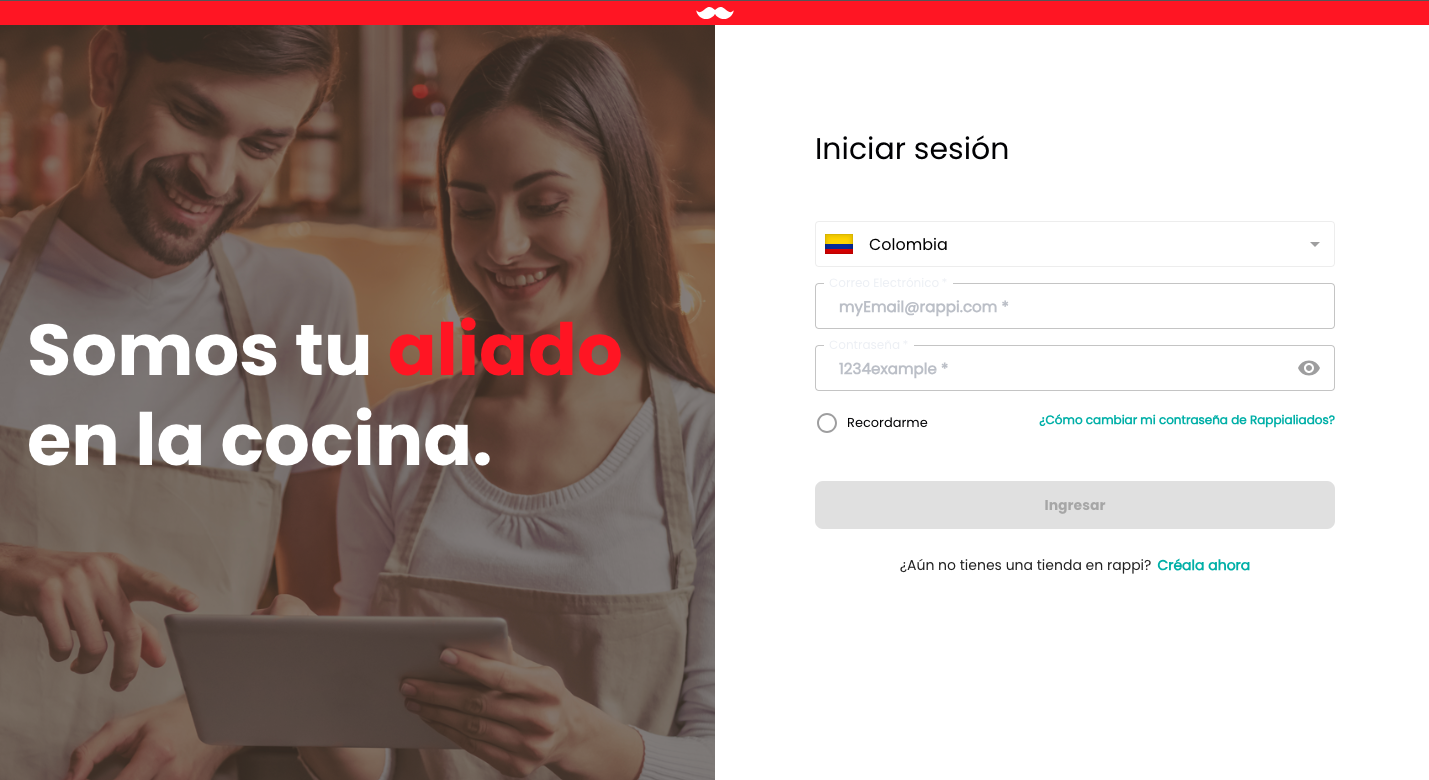 Somos tu aliado
en la cocina.
Iniciar sesión
Colombia
Correo Electrónico *
myEmail@rappi.com *
Contraseña *
1234example *
Recordarme
¿Cómo cambiar mi contraseña de Rappialiados?
Ingresar
¿Aún no tienes una tienda en rappi? Créala ahora